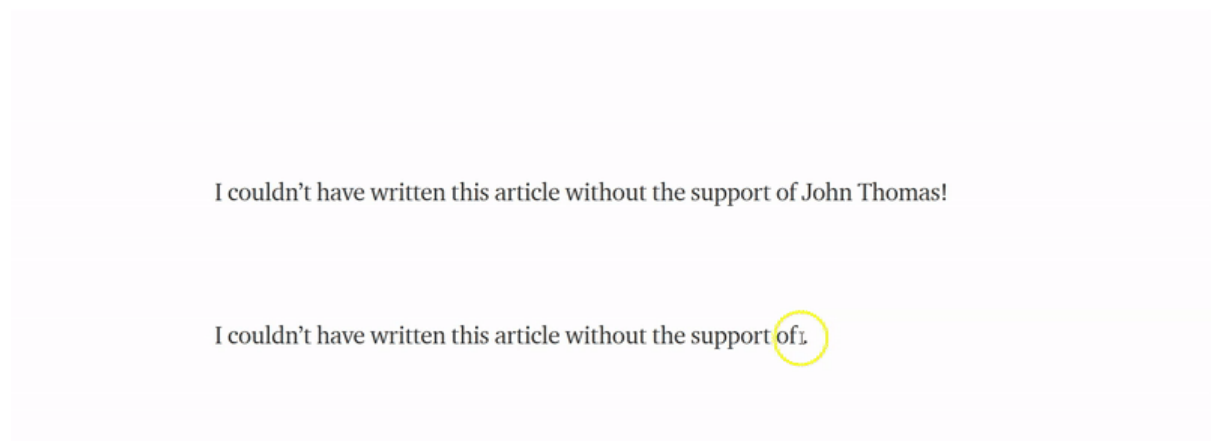 I couldn’t have written this article without the support of John Thomas!
I couldn’t have written this article without the support of.